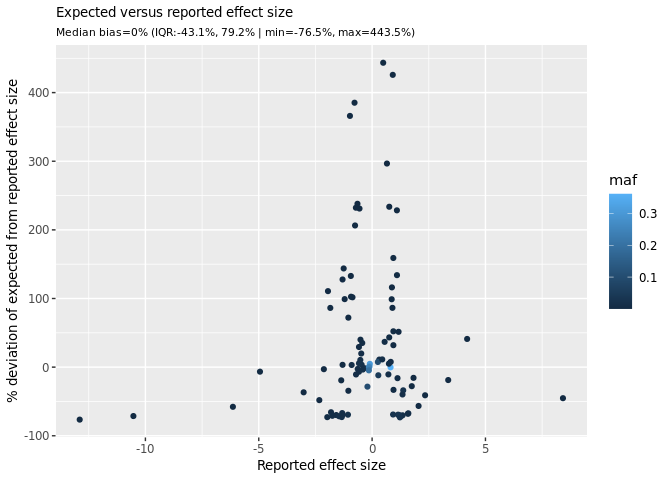 Expected versus reported effect size
Median bias=0% (IQR:-43.1%, 79.2% | min=-76.5%, max=443.5%)
% deviation of expected from reported effect size
400
300
200
100
0
-100
-10
-5
0
5
Reported effect size
maf
0.3
0.2
0.1